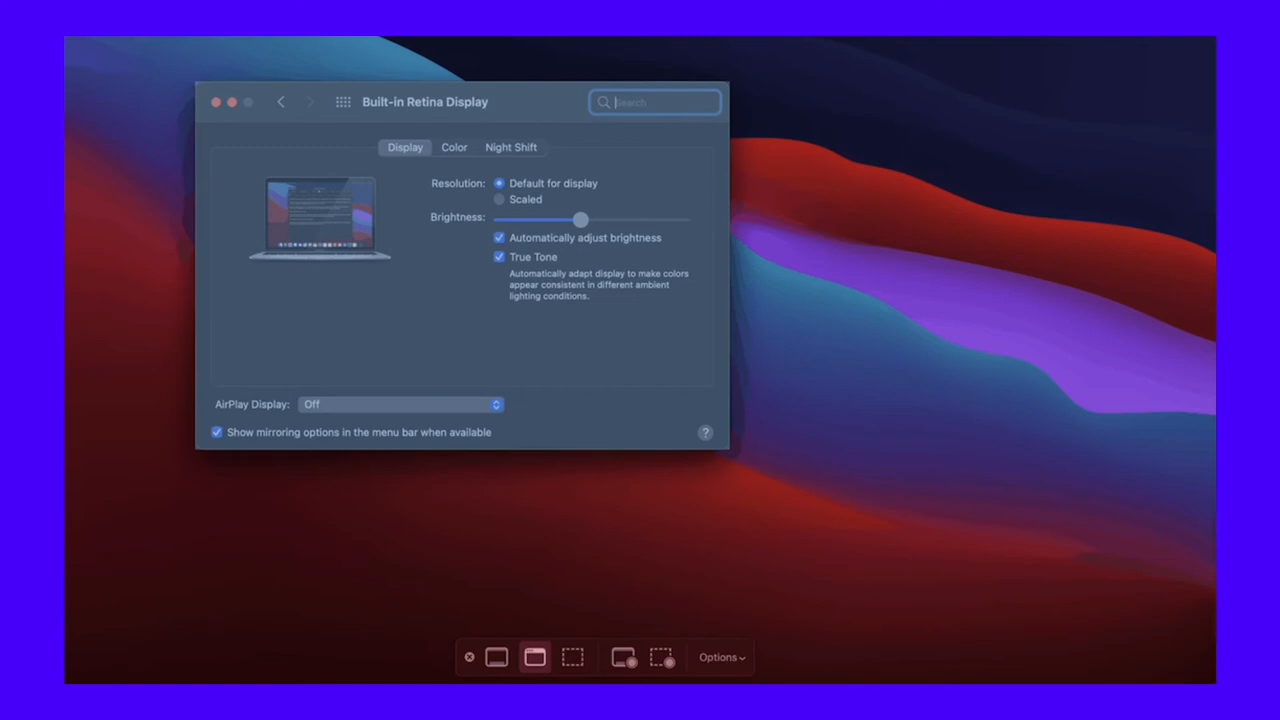 Built-in Retina Display
Search
Display Color Night Shift
Resolution: Default for display
Scaled
Brightness:
Automatically adjust brightness
True Tone
Automatically adapt display to make colors
appear consistent in different ambient
lighting conditions.
AirPlay Display: Off
Show mirroring options in the menu bar when available
?
Options